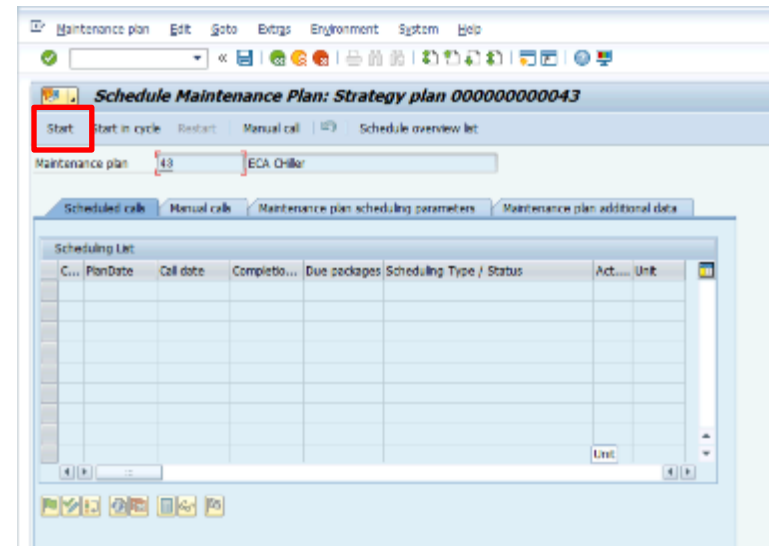 Maintenance plan Edit Goto Extras Environment System Help
Schedule Maintenance Plan: Strategy plan 000000000043
Start Start in cycle Restart Manual call Schedule overview list
Maintenance plan 43 ECA CHiller
Scheduled calls Manual calls Maintenance plan scheduling parameters Maintenance plan additional data
Scheduling List
C... PlanDate Call date Completio... Due packages Scheduling Type / Status Act.... Unit
Unit